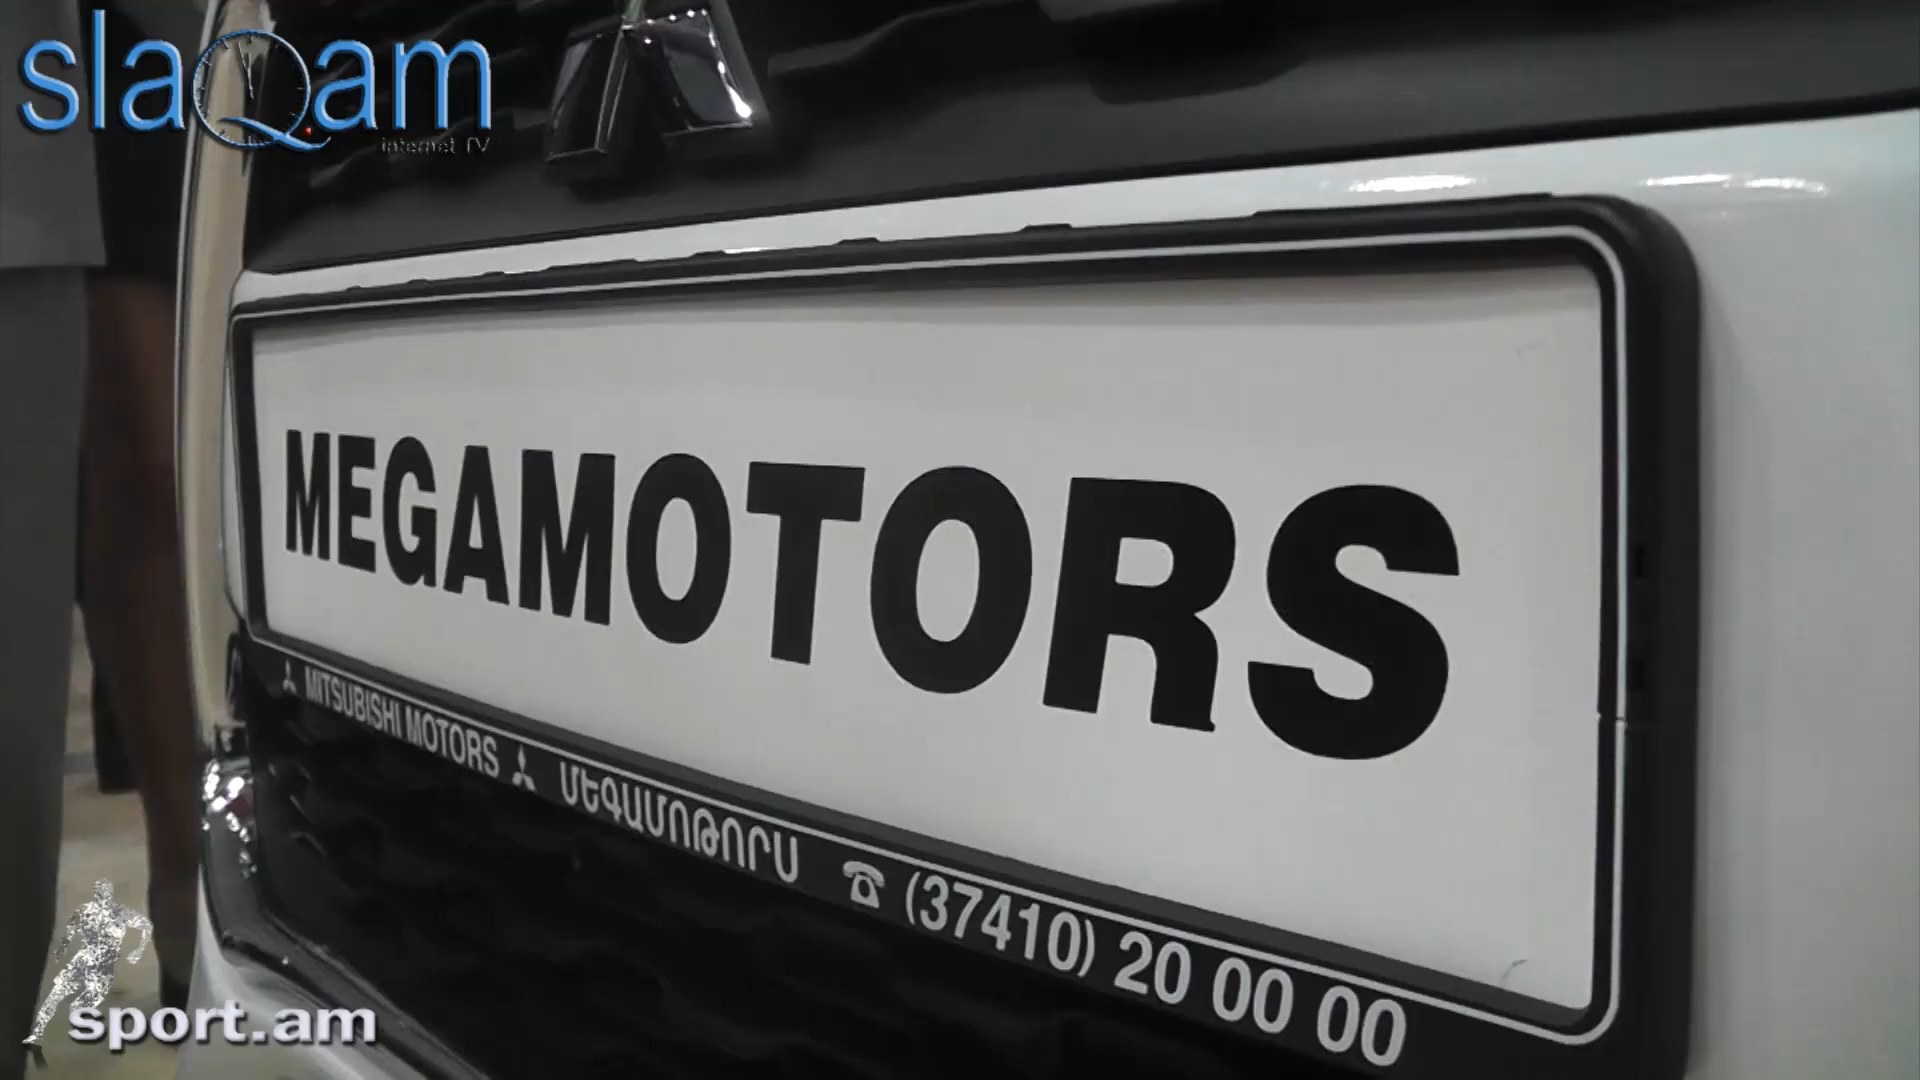 slaQam
internet TV
MEGAMOTORS
MITSUBISHI MOTORS ՄԵԳԱՄՈԹՈՐՍ ☎ (37410) 20 00 00
sport.am